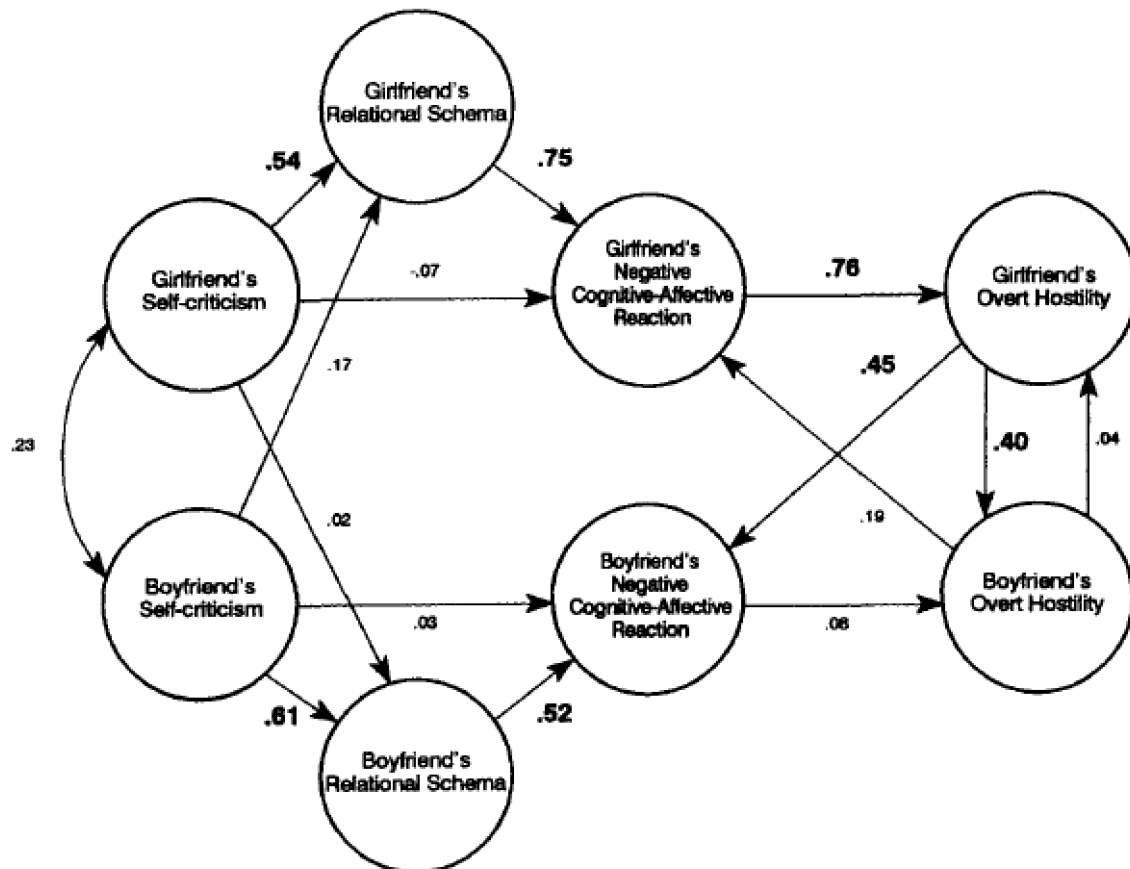 Girlfriend's
Relational Schema
.54
.75
Girlfriend's
Self-criticism
-.07
Girlfriend's
Negative
Cognitive-Affective
Reaction
.76
Girlfriend's
Overt Hostility
.17
.45
.23
.40
.04
.02
.19
Boyfriend's
Self-criticism
.03
Boyfriend's
Negative
Cognitive-Affective
Reaction
Boyfriend's
Overt Hostility
.61
.52
Boyfriend's
Relational Schema